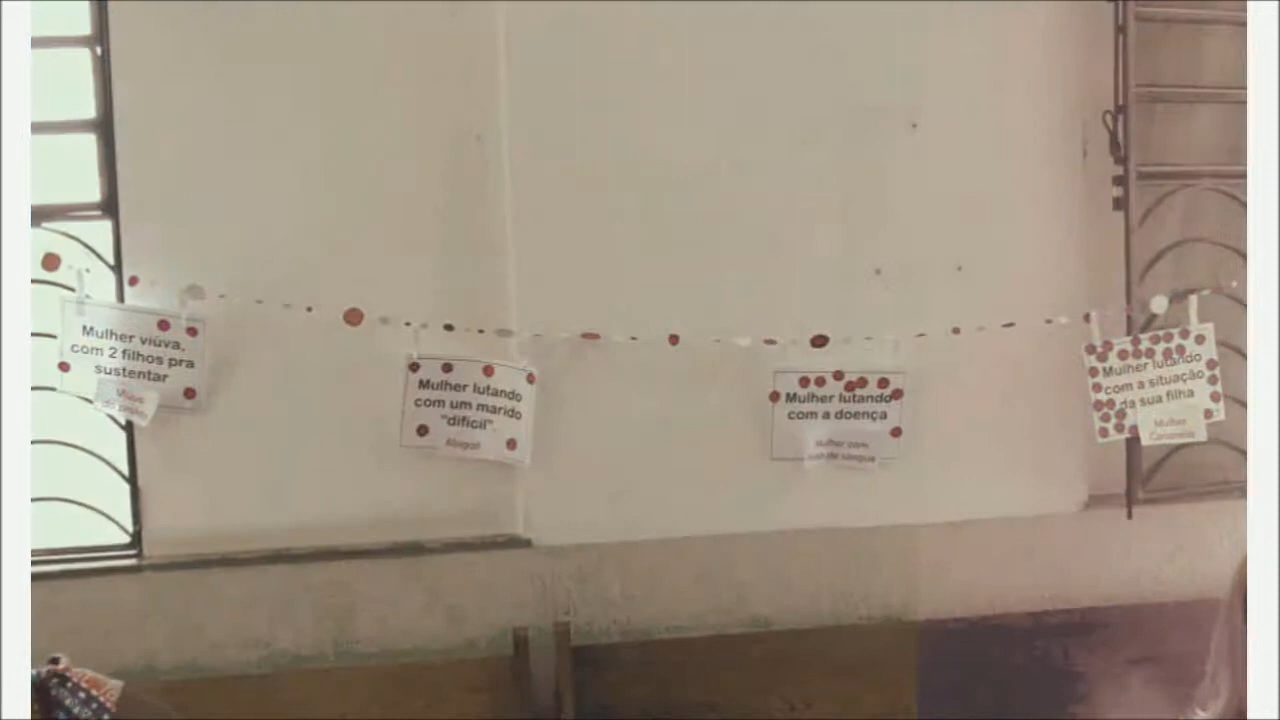 Mulher viúva,
com 2 filhos pra
sustentar
Mulher lutando
com um marido
"difícil".
Abigail
Mulher lutando
com a doença
mulher com
Mulher lutando
com a situação
da sua filha
Mulher
Cananeia